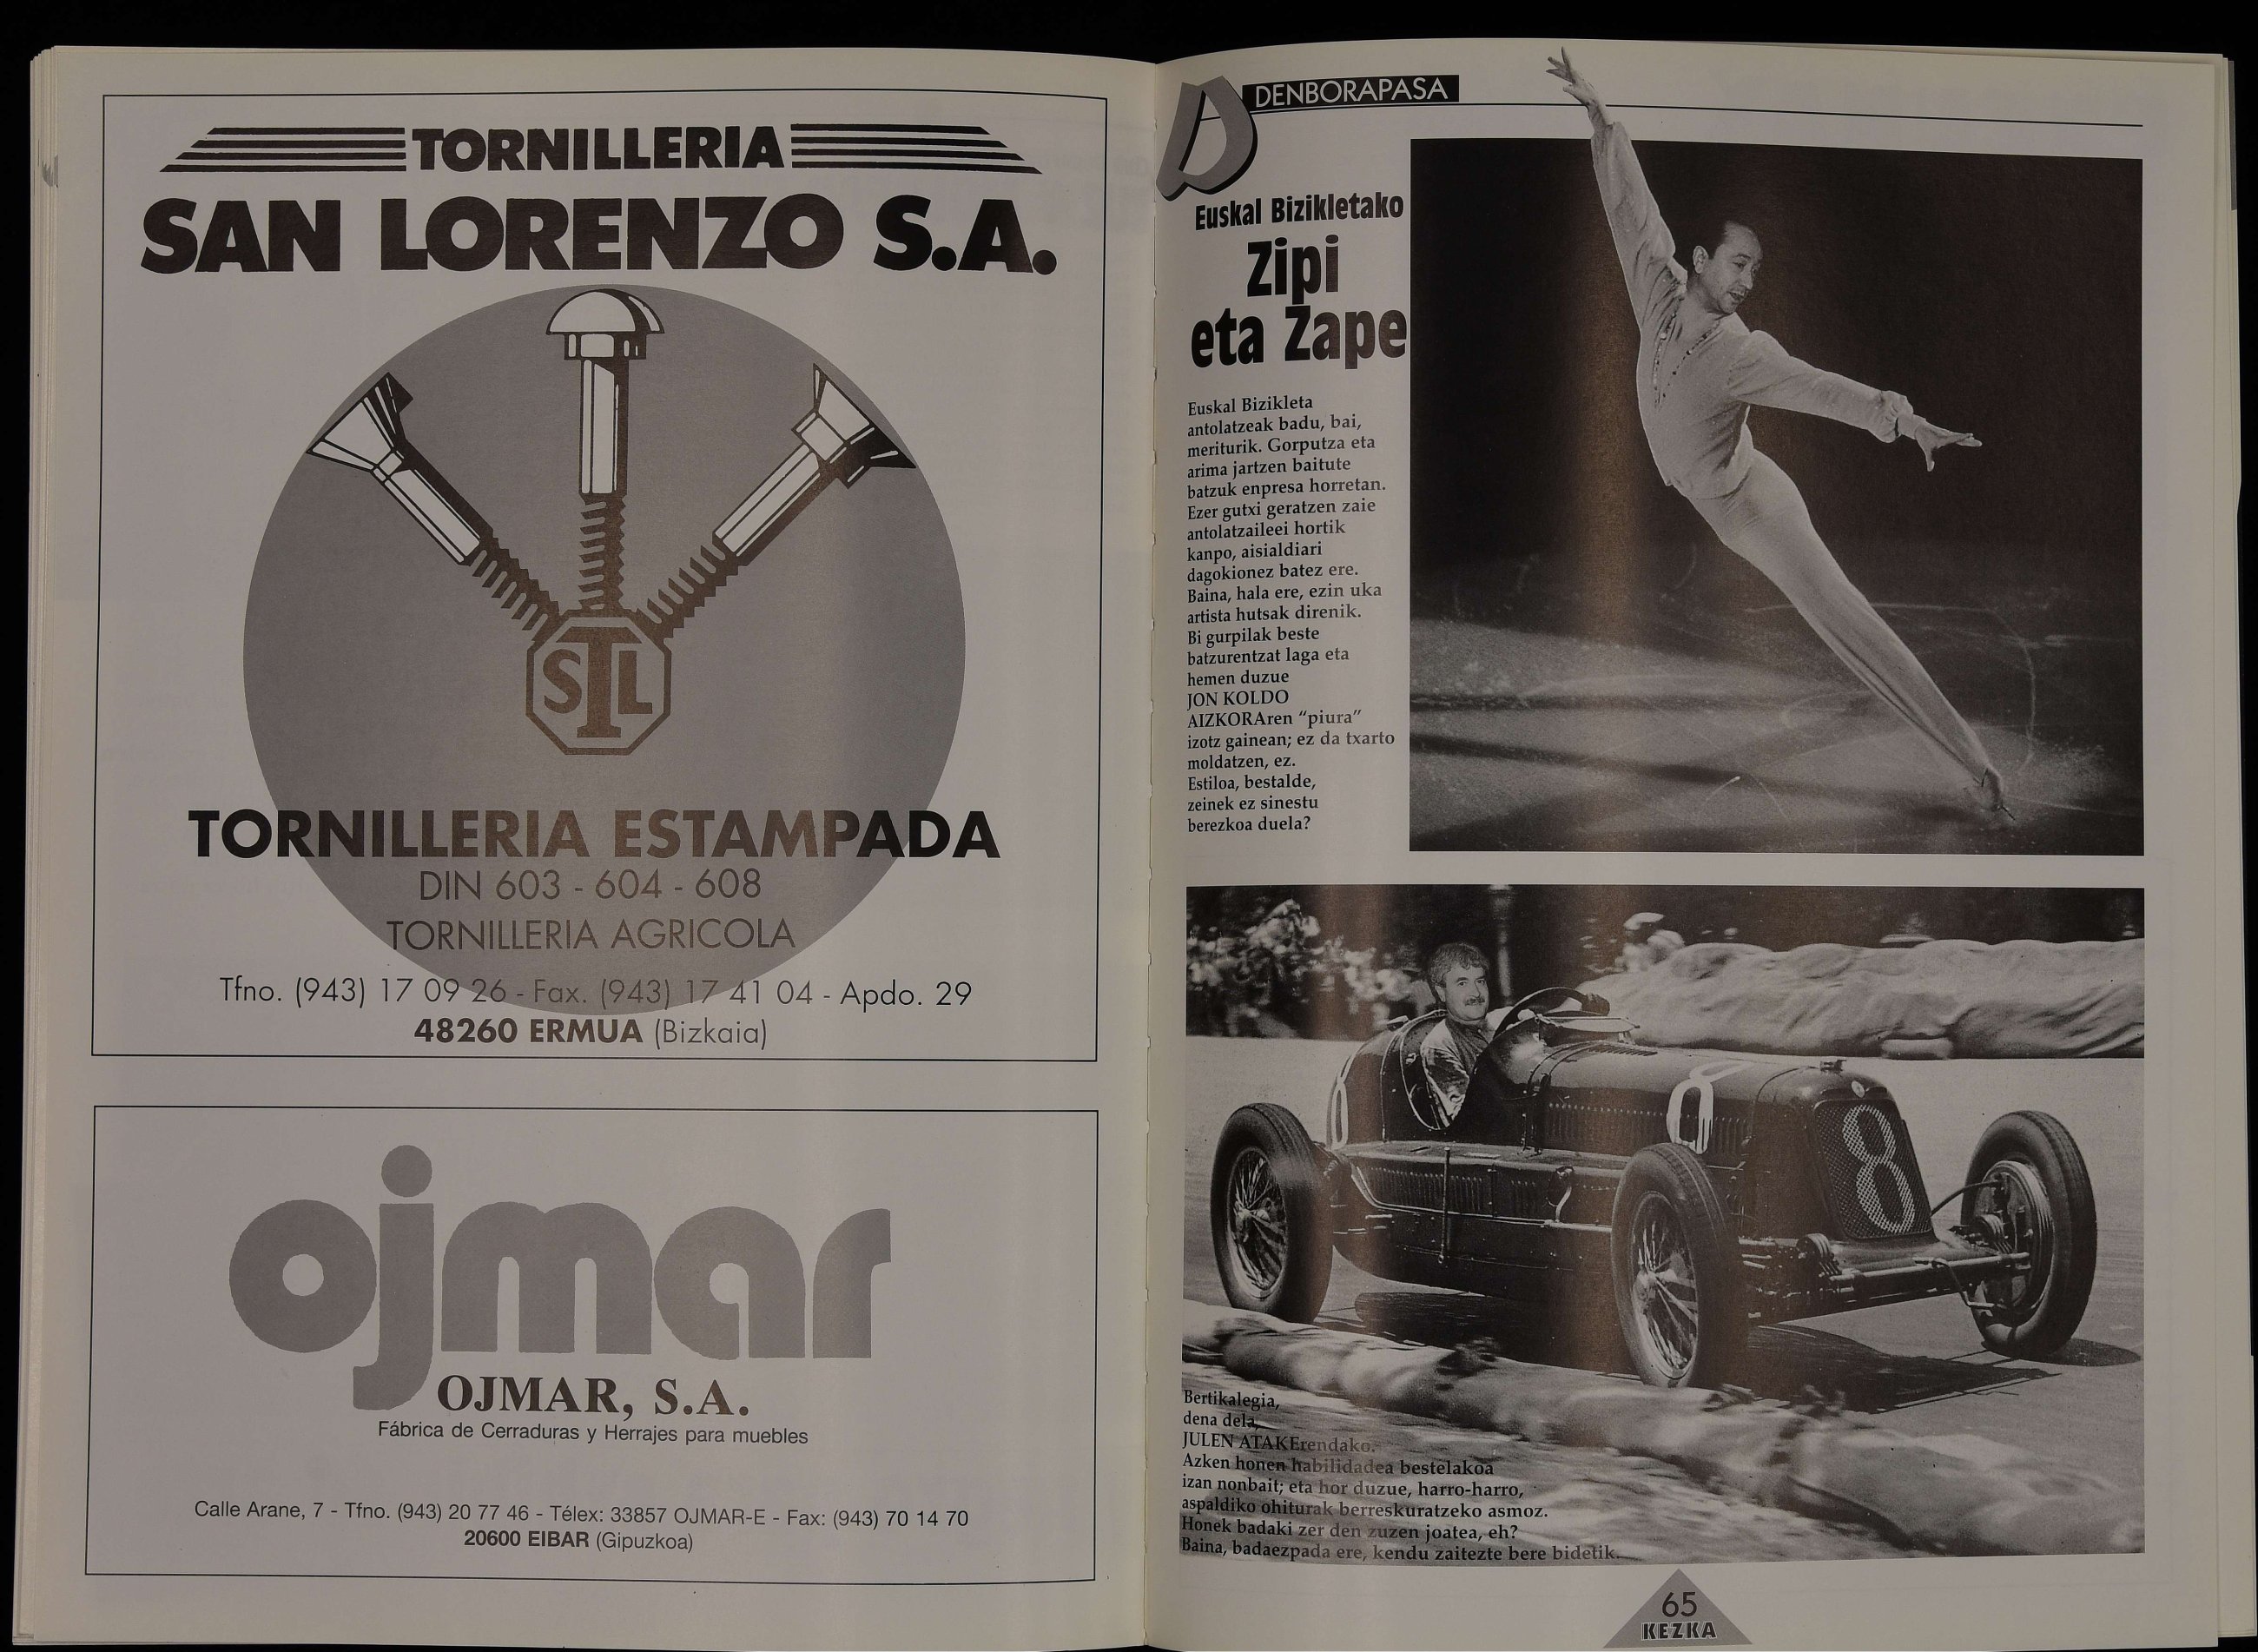 TORNILLERIA
SAN LORENZO S.A.
STL
TORNILLERIA ESTAMPADA
DIN 603 - 604 - 608
TORNILLERIA AGRICOLA
Tfno. (943) 17 09 26 - Fax. (943) 17 41 04 - Apdo. 29
48260 ERMUA (Bizkaia)
ojmar
OJMAR, S.A.
Fábrica de Cerraduras y Herrajes para muebles
Calle Arane, 7 - Tfno. (943) 20 77 46 - Télex: 33857 OJMAR-E - Fax: (943) 70 14 70
20600 EIBAR (Gipuzkoa)
D
DENBORAPASA
Euskal Bizikletako
Zipi
eta Zape
Euskal Bizikleta
antolatzeak badu, bai,
meriturik. Gorputza eta
arima jartzen baitute
batzuk enpresa horretan.
Ezer gutxi geratzen zaie
antolatzaileei hortik
kanpo, aisialdiari
dagokionez batez ere.
Baina, hala ere, ezin uka
artista hutsak direnik.
Bi gurpilak beste
batzurentzat laga eta
hemen duzue
JON KOLDO
AIZKORAren “piura”
izotz gainean; ez da txarto
moldatzen, ez.
Estiloa, bestalde,
zeinek ez sinestu
berezkoa duela?
8
8
8
Bertikalegia,
dena dela,
JULEN ATAKErendako.
Azken honen habilidadea bestelakoa
izan nonbait; eta hor duzue, harro-harro,
aspaldiko ohiturak berreskuratzeko asmoz.
Honek badaki zer den zuzen joatea, eh?
Baina, badaezpada ere, kendu zaitezte bere bidetik.
65
KEZKA